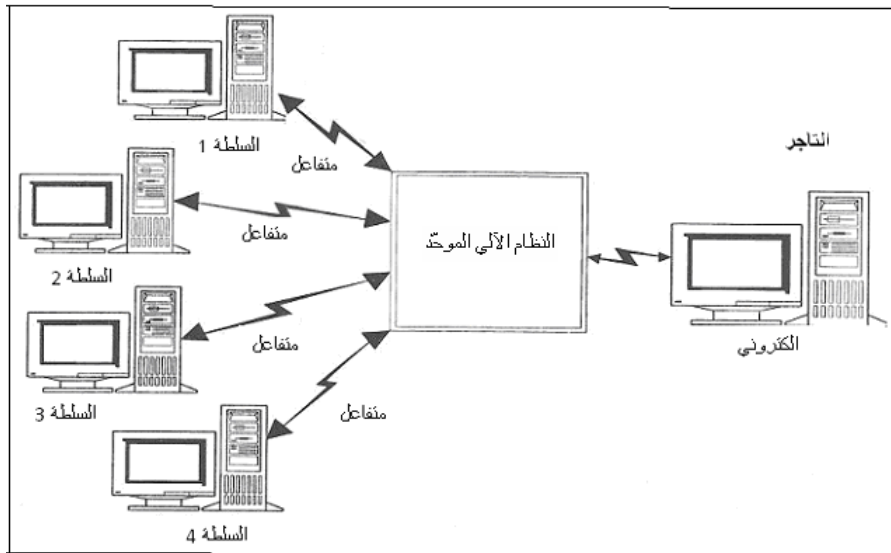 السلطة 1
متفاعل
التاجر
السلطة 2
متفاعل
النظام الآلي الموحّد
السلطة 3
متفاعل
الكتروني
السلطة 4
متفاعل